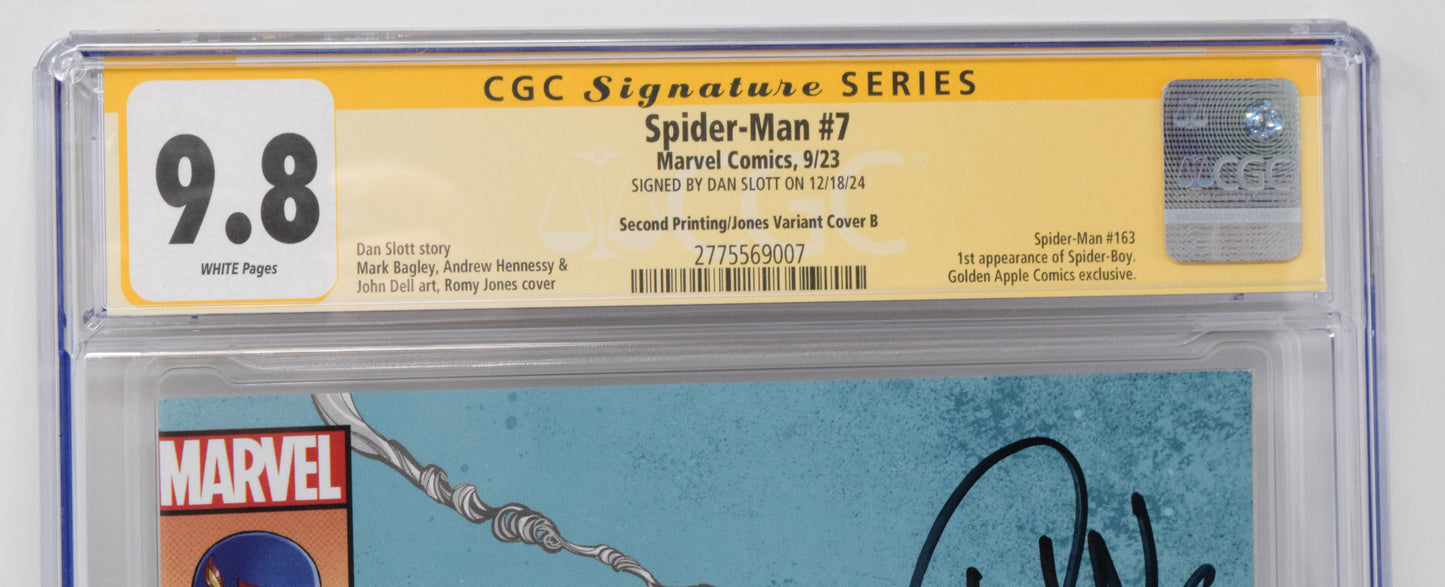 CGC Signature SERIES
9.8
WHITE Pages
Spider-Man #7
Marvel Comics, 9/23
SIGNED BY DAN SLOTT ON 12/18/24
Second Printing/Jones Variant Cover B
2775569007
Dan Slott story
Mark Bagley, Andrew Hennessy &
John Dell art, Romy Jones cover
Spider-Man #163
1st appearance of Spider-Boy.
Golden Apple Comics exclusive.
CGC
CGC
MARVEL